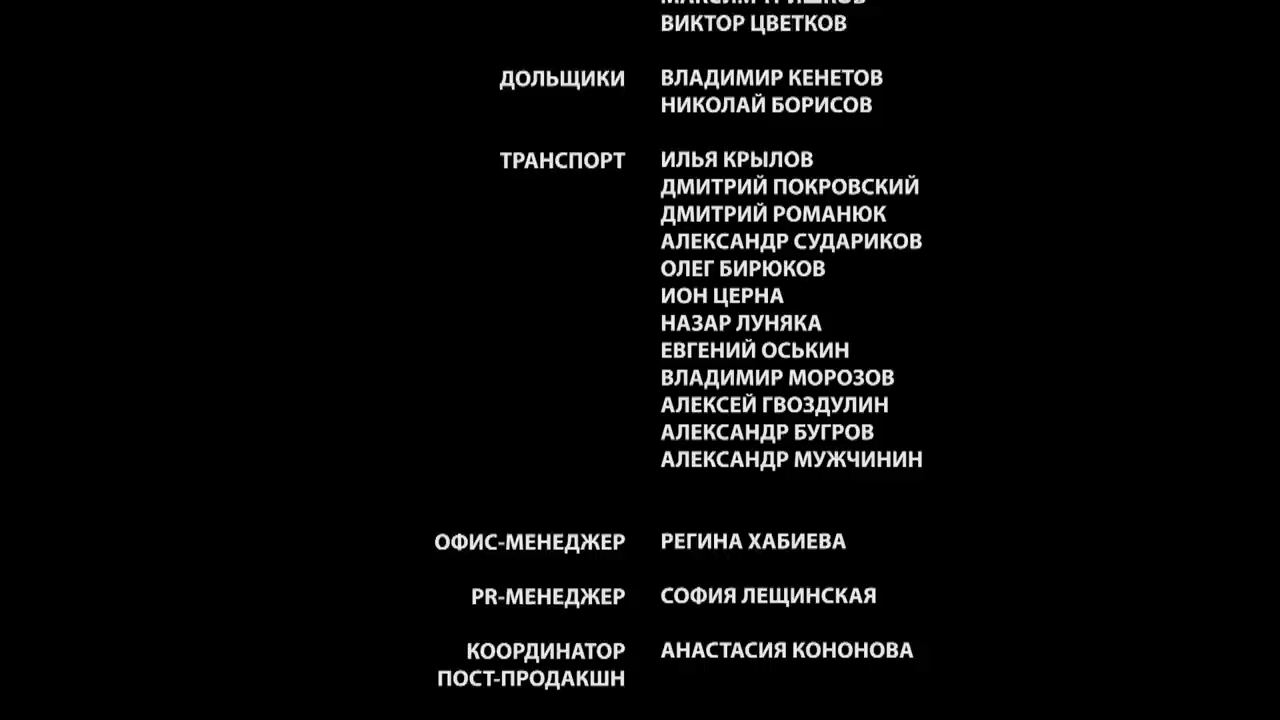 ВИКТОР ЦВЕТКОВ
ДОЛЬЩИКИ ВЛАДИМИР КЕНЕТОВ
НИКОЛАЙ БОРИСОВ
ТРАНСПОРТ ИЛЬЯ КРЫЛОВ
ДМИТРИЙ ПОКРОВСКИЙ
ДМИТРИЙ РОМАНЮК
АЛЕКСАНДР СУДАРИКОВ
ОЛЕГ БИРЮКОВ
ИОН ЦЕРНА
НАЗАР ЛУНЯКА
ЕВГЕНИЙ ОСЬКИН
ВЛАДИМИР МОРОЗОВ
АЛЕКСЕЙ ГВОЗДУЛИН
АЛЕКСАНДР БУГРОВ
АЛЕКСАНДР МУЖЧИНИН
ОФИС-МЕНЕДЖЕР РЕГИНА ХАБИЕВА
PR-МЕНЕДЖЕР СОФИЯ ЛЕЩИНСКАЯ
КООРДИНАТОР АНАСТАСИЯ КОНОНОВА
ПОСТ-ПРОДАКШН